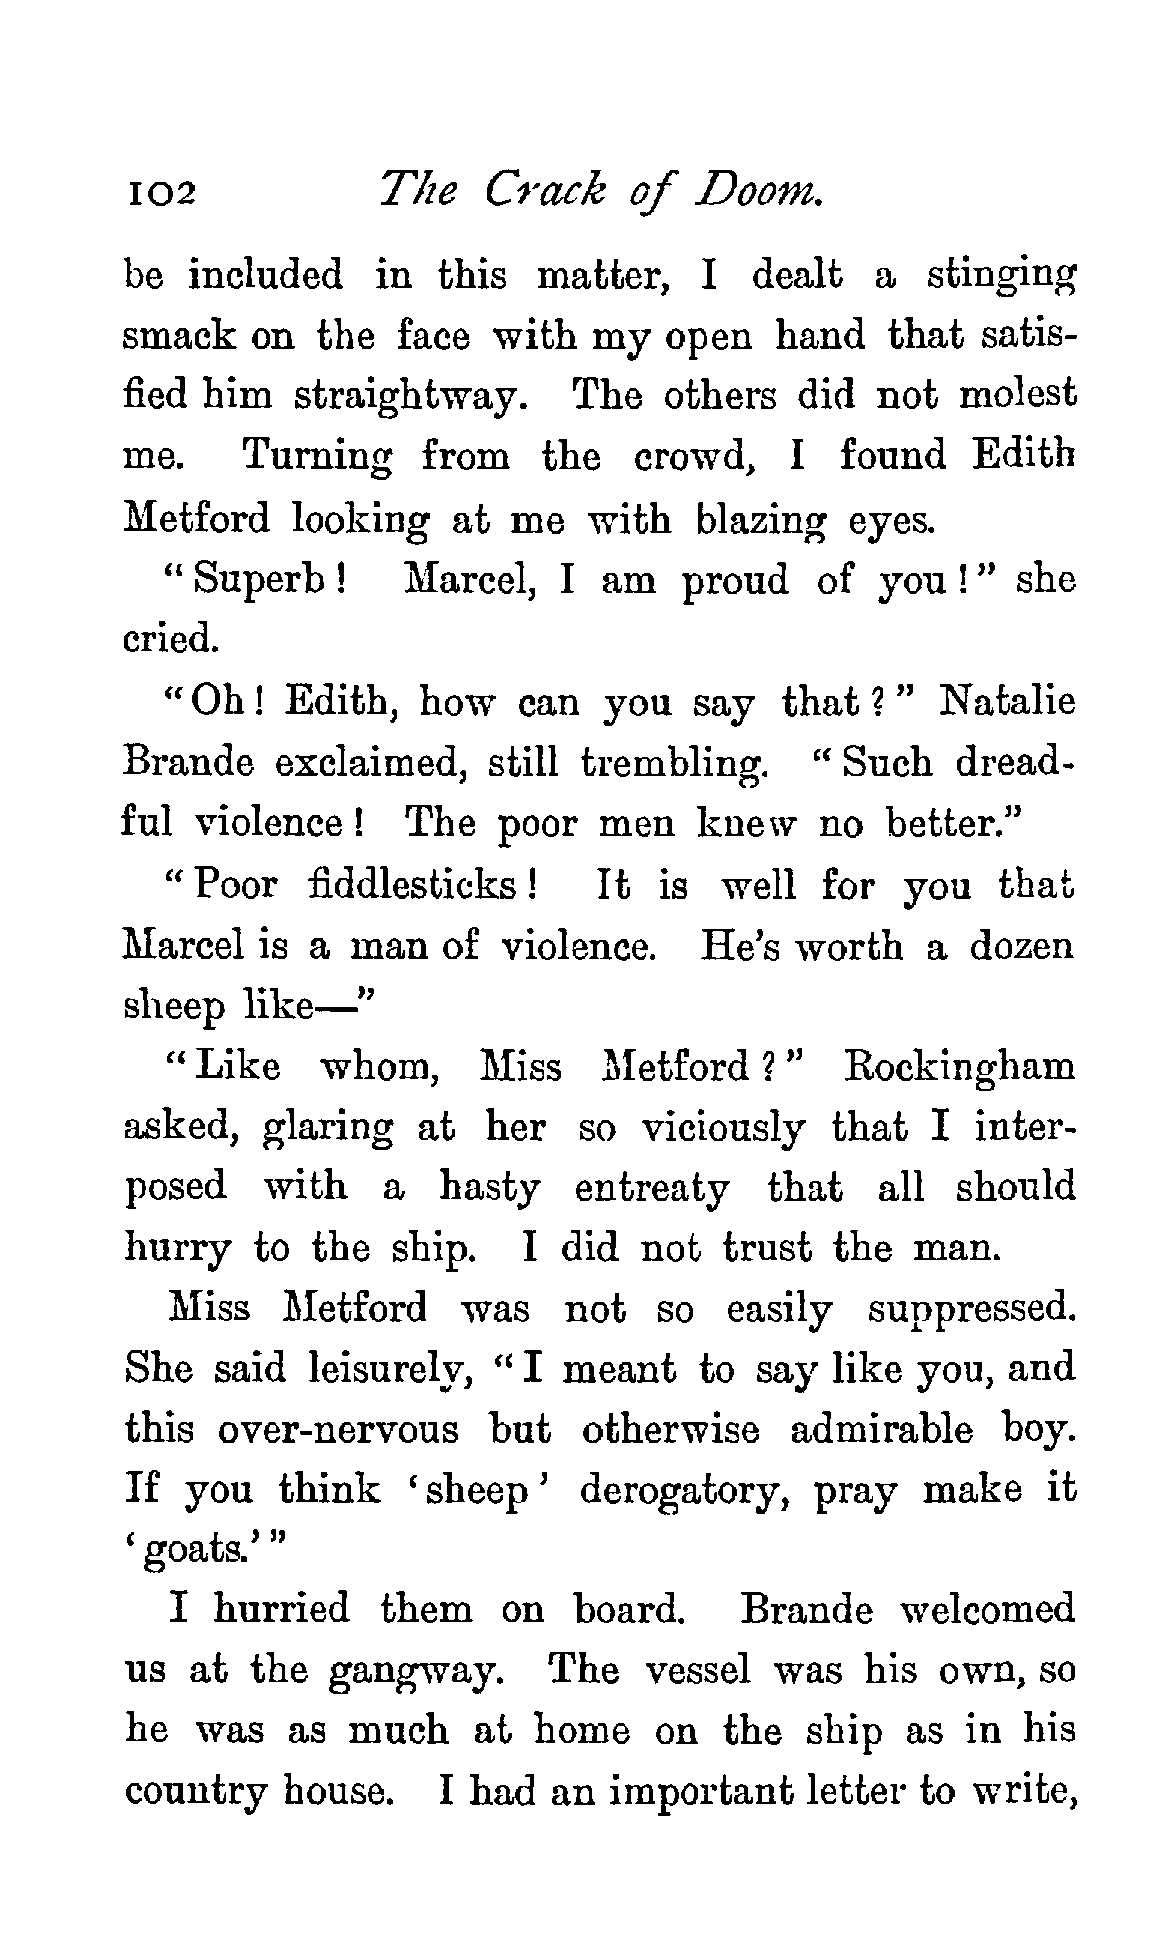 102 The Crack of Doom.
be included in this matter, I dealt a stinging
smack on the face with my open hand that satis-
fied him straightway. The others did not molest
me. Turning from the crowd, I found Edith
Metford looking at me with blazing eyes.
"Superb! Marcel, I am proud of you!" she
cried.
"Oh! Edith, how can you say that?" Natalie
Brande exclaimed, still trembling. "Such dread-
ful violence! The poor men knew no better."
"Poor fiddlesticks! It is well for you that
Marcel is a man of violence. He's worth a dozen
sheep like—"
"Like whom, Miss Metford?" Rockingham
asked, glaring at her so viciously that I inter-
posed with a hasty entreaty that all should
hurry to the ship. I did not trust the man.
Miss Metford was not so easily suppressed.
She said leisurely, "I meant to say like you, and
this over-nervous but otherwise admirable boy.
If you think 'sheep' derogatory, pray make it
'goats.'"
I hurried them on board. Brande welcomed
us at the gangway. The vessel was his own, so
he was as much at home on the ship as in his
country house. I had an important letter to write,